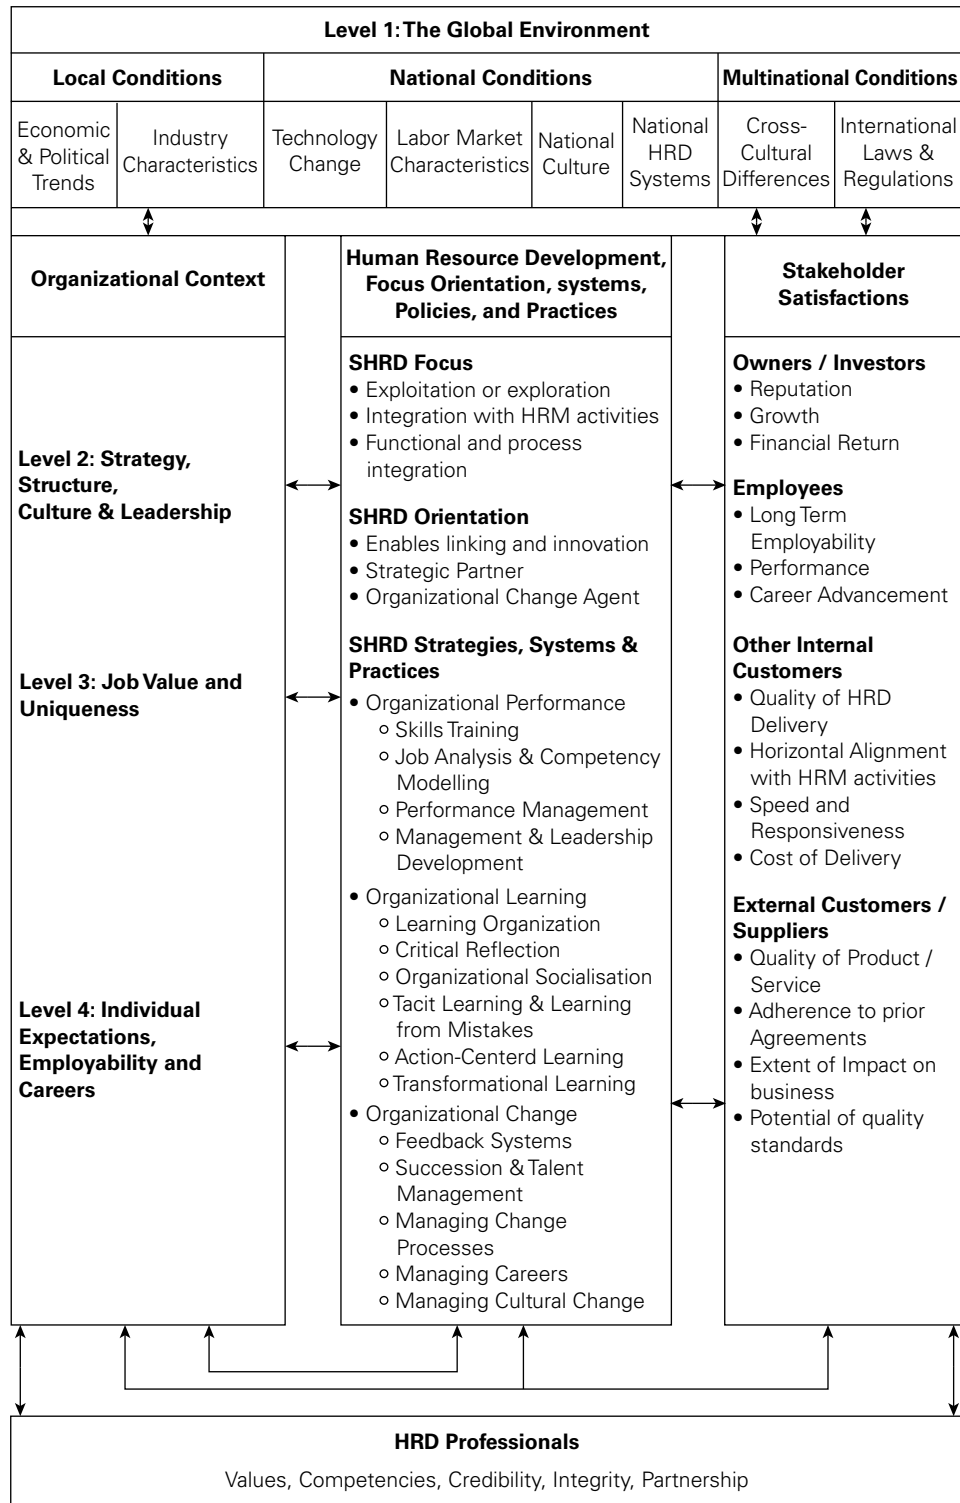 Level 1: The Global Environment
Local Conditions
National Conditions
Multinational Conditions
Economic
& Political
Trends
Industry
Characteristics
Technology
Change
Labor Market
Characteristics
National
Culture
National
HRD
Systems
Cross-
Cultural
Differences
International
Laws &
Regulations
Organizational Context
Level 2: Strategy,
Structure,
Culture & Leadership
Level 3: Job Value and
Uniqueness
Level 4: Individual
Expectations,
Employability and
Careers
Human Resource Development,
Focus Orientation, systems,
Policies, and Practices
SHRD Focus
• Exploitation or exploration
• Integration with HRM activities
• Functional and process
integration
SHRD Orientation
• Enables linking and innovation
• Strategic Partner
• Organizational Change Agent
SHRD Strategies, Systems &
Practices
• Organizational Performance
o Skills Training
o Job Analysis & Competency
Modelling
o Performance Management
o Management & Leadership
Development
• Organizational Learning
o Learning Organization
o Critical Reflection
o Organizational Socialisation
o Tacit Learning & Learning
from Mistakes
o Action-Centerd Learning
o Transformational Learning
• Organizational Change
o Feedback Systems
o Succession & Talent
Management
o Managing Change
Processes
o Managing Careers
o Managing Cultural Change
Stakeholder
Satisfactions
Owners / Investors
• Reputation
• Growth
• Financial Return
Employees
• Long Term
Employability
• Performance
• Career Advancement
Other Internal
Customers
• Quality of HRD
Delivery
• Horizontal Alignment
with HRM activities
• Speed and
Responsiveness
• Cost of Delivery
External Customers /
Suppliers
• Quality of Product /
Service
• Adherence to prior
Agreements
• Extent of Impact on
business
• Potential of quality
standards
HRD Professionals
Values, Competencies, Credibility, Integrity, Partnership